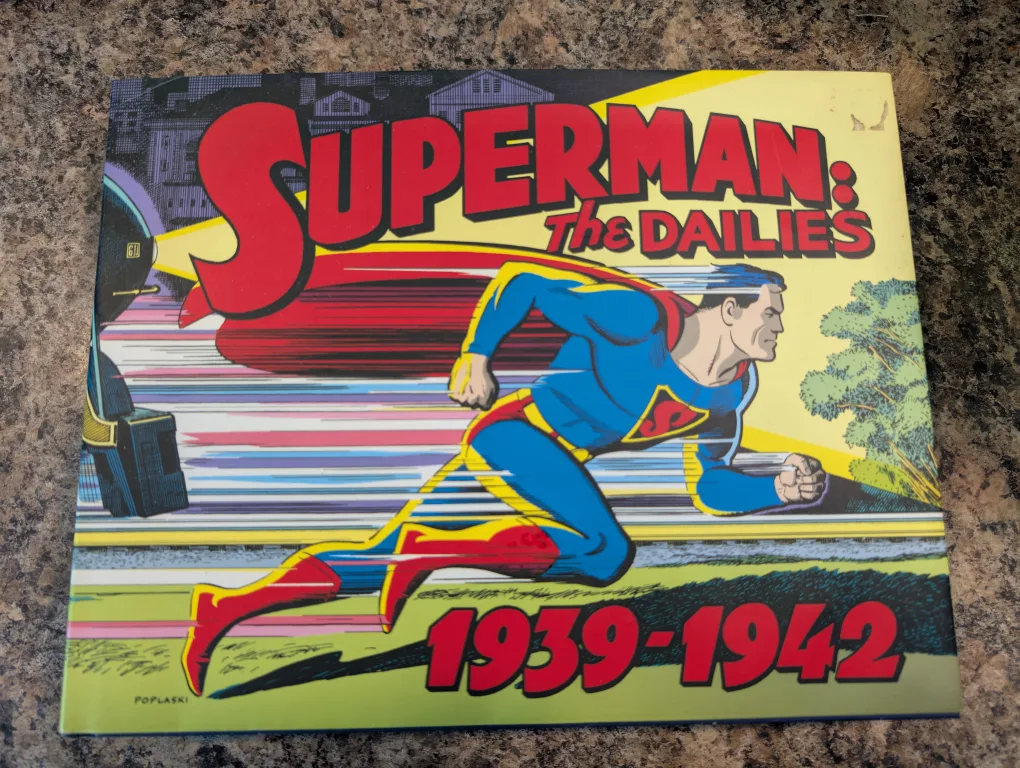 SUPERMAN:
The DAILIES
S
1939-1942
POPLASKI